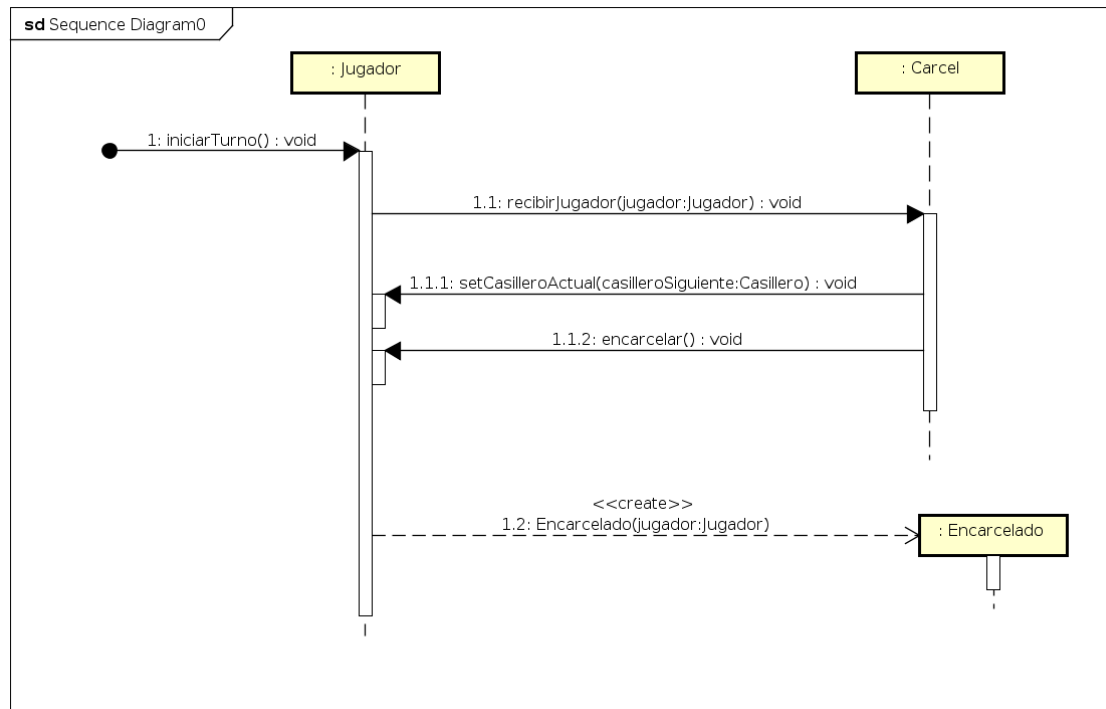 sd Sequence Diagram0
: Jugador
: Carcel
1: iniciarTurno() : void
1.1: recibirJugador(jugador:Jugador) : void
1.1.1: setCasilleroActual(casilleroSiguiente:Casillero) : void
1.1.2: encarcelar() : void
<<create>>
1.2: Encarcelado(jugador:Jugador)
: Encarcelado